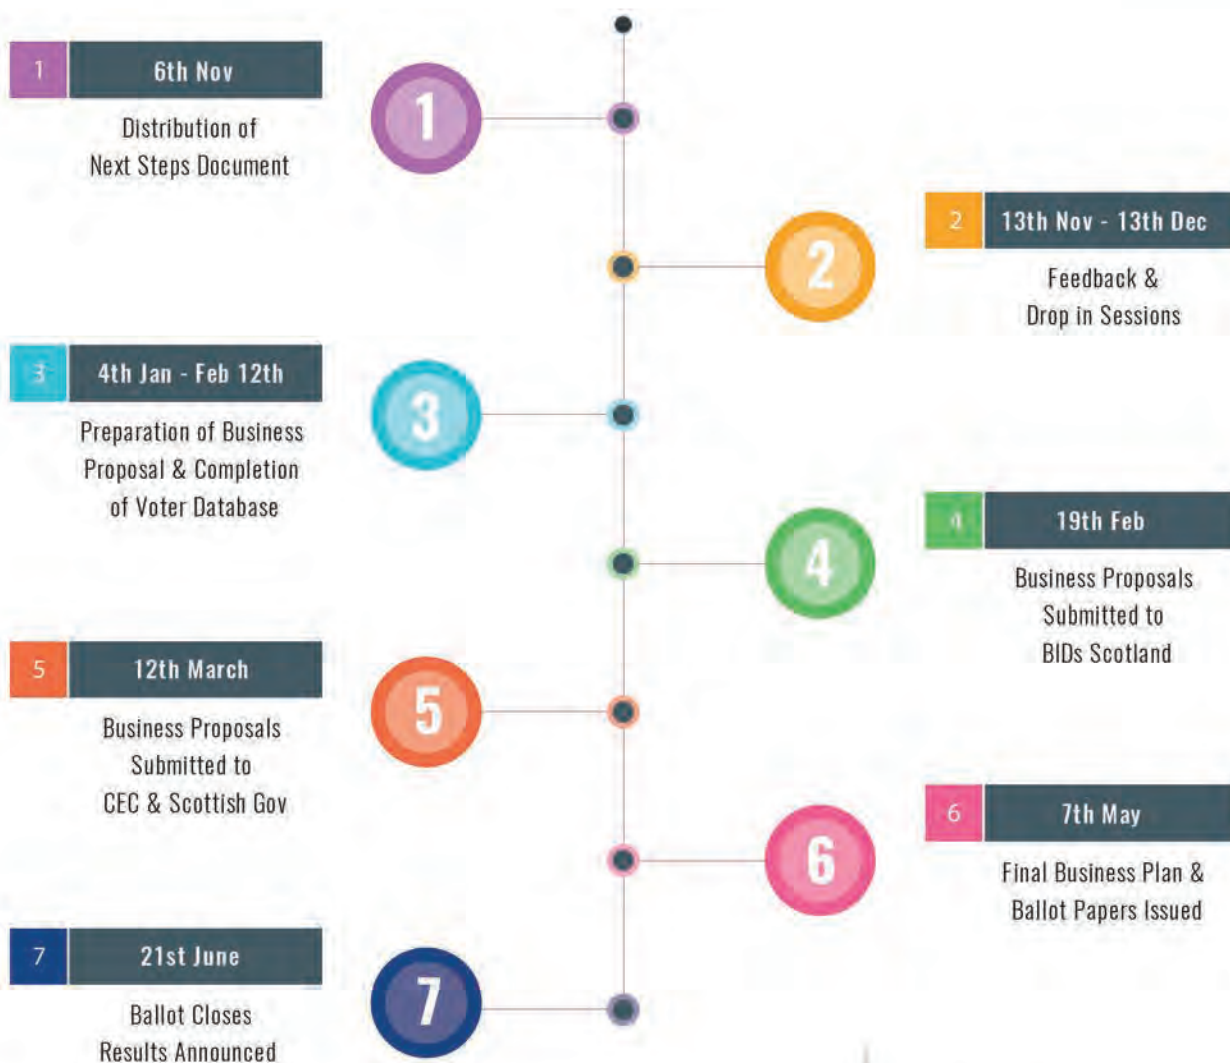 1
6th Nov
Distribution of
Next Steps Document
1
2
13th Nov - 13th Dec
Feedback &
Drop in Sessions
2
3
4th Jan - Feb 12th
Preparation of Business
Proposal & Completion
of Voter Database
3
4
19th Feb
Business Proposals
Submitted to
BIDs Scotland
4
5
12th March
Business Proposals
Submitted to
CEC & Scottish Gov
5
6
7th May
Final Business Plan &
Ballot Papers Issued
6
7
21st June
Ballot Closes
Results Announced
7